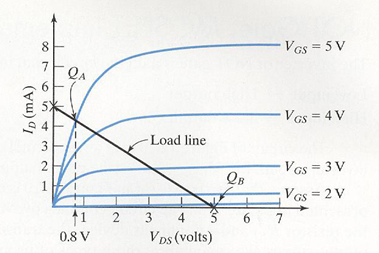 I_D (mA)
8
7
6
5
4
3
2
1
Q_A
Load line
Q_B
V_GS = 5 V
V_GS = 4 V
V_GS = 3 V
V_GS = 2 V
1 2 3 4 5 6 7
0.8 V
V_DS (volts)